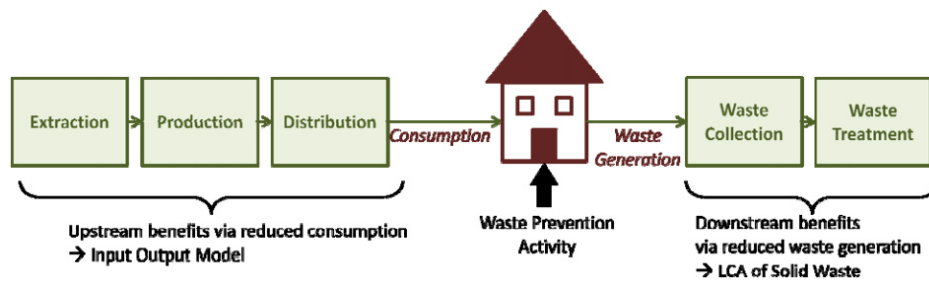 Extraction
Production
Distribution
Consumption
Waste
Generation
Waste
Collection
Waste
Treatment
Upstream benefits via reduced consumption
→ Input Output Model
Waste Prevention
Activity
Downstream benefits
via reduced waste generation
→ LCA of Solid Waste